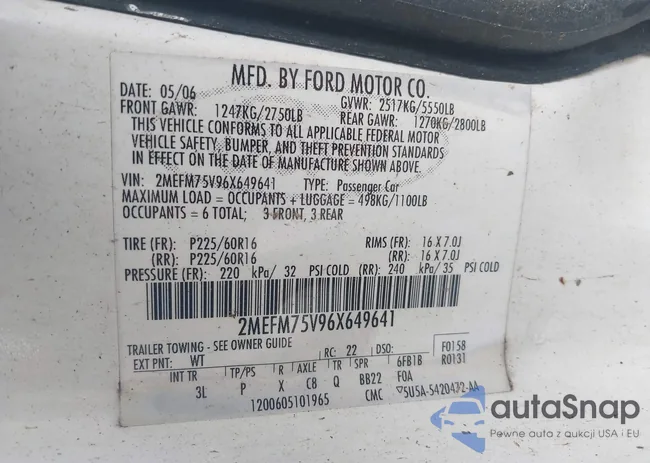 MFD. BY FORD MOTOR CO.
DATE: 05/06 GVWR: 2517KG/5550LB
FRONT GAWR: 1247KG/2750LB REAR GAWR: 1270KG/2800LB
THIS VEHICLE CONFORMS TO ALL APPLICABLE FEDERAL MOTOR
VEHICLE SAFETY, BUMPER, AND THEFT PREVENTION STANDARDS
IN EFFECT ON THE DATE OF MANUFACTURE SHOWN ABOVE.
VIN: 2MEFM75V96X649641 TYPE: Passenger Car
MAXIMUM LOAD = OCCUPANTS + LUGGAGE = 498KG/1100LB
OCCUPANTS = 6 TOTAL; 3 FRONT, 3 REAR
TIRE (FR): P225/60R16 RIMS (FR): 16 X 7.0J
(RR): P225/60R16 (RR): 16 X 7.0J
PRESSURE (FR): 220 kPa/ 32 PSI COLD (RR): 240 kPa/ 35 PSI COLD
2MEFM75V96X649641
TRAILER TOWING - SEE OWNER GUIDE
EXT PNT: WT RC: 22 DSO: F0158
INT TR TP/PS R AXLE TR SPR 6FB1B R0131
3L P X C8 Q BB22 FOA
1200605101965 CMC 5U5A-5420472-AA
autoSnap
Pewne auto z aukcji USA i EU